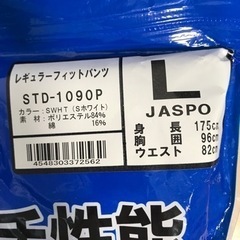 レギュラーフィットパンツ
STD-1090P
カラー：SWHT（Sホワイト）
素 材：ポリエステル84%
綿 16%
4548303372562
L
JASPO
身 長 175cm
胸 囲 96cm
ウエスト 82cm
性能